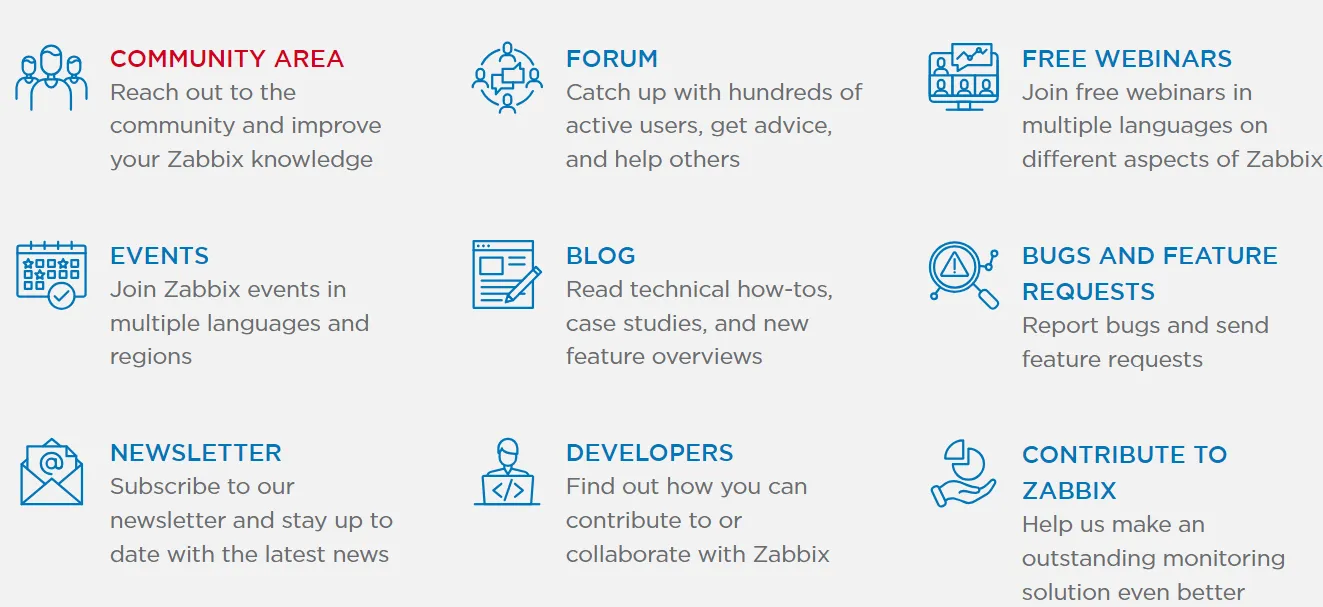 COMMUNITY AREA
Reach out to the
community and improve
your Zabbix knowledge
FORUM
Catch up with hundreds of
active users, get advice,
and help others
FREE WEBINARS
Join free webinars in
multiple languages on
different aspects of Zabbix
EVENTS
Join Zabbix events in
multiple languages and
regions
BLOG
Read technical how-tos,
case studies, and new
feature overviews
BUGS AND FEATURE
REQUESTS
Report bugs and send
feature requests
NEWSLETTER
Subscribe to our
newsletter and stay up to
date with the latest news
DEVELOPERS
Find out how you can
contribute to or
collaborate with Zabbix
CONTRIBUTE TO
ZABBIX
Help us make an
outstanding monitoring
solution even better